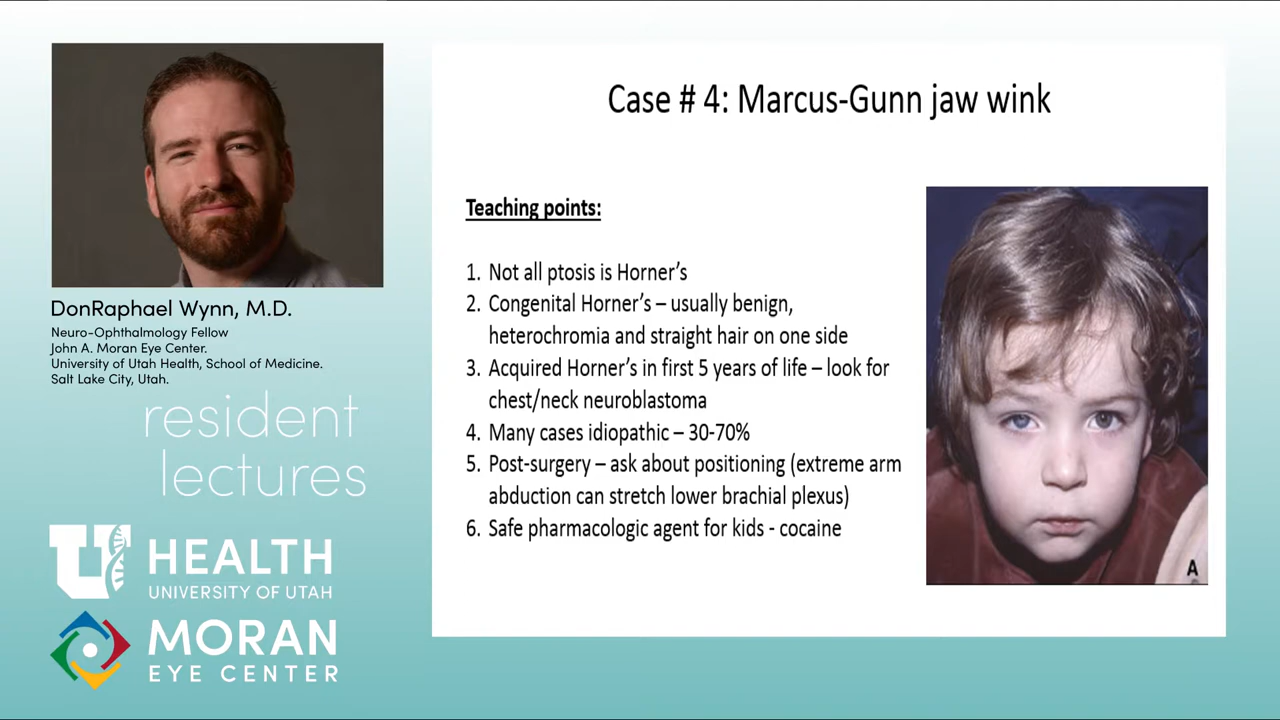 DonRaphael Wynn, M.D.
Neuro-Ophthalmology Fellow
John A. Moran Eye Center.
University of Utah Health, School of Medicine.
Salt Lake City, Utah.
resident
lectures
U HEALTH
UNIVERSITY OF UTAH
MORAN
EYE CENTER
Case # 4: Marcus-Gunn jaw wink
Teaching points:
1. Not all ptosis is Horner’s
2. Congenital Horner’s – usually benign,
heterochromia and straight hair on one side
3. Acquired Horner’s in first 5 years of life – look for
chest/neck neuroblastoma
4. Many cases idiopathic – 30-70%
5. Post-surgery – ask about positioning (extreme arm
abduction can stretch lower brachial plexus)
6. Safe pharmacologic agent for kids - cocaine
A